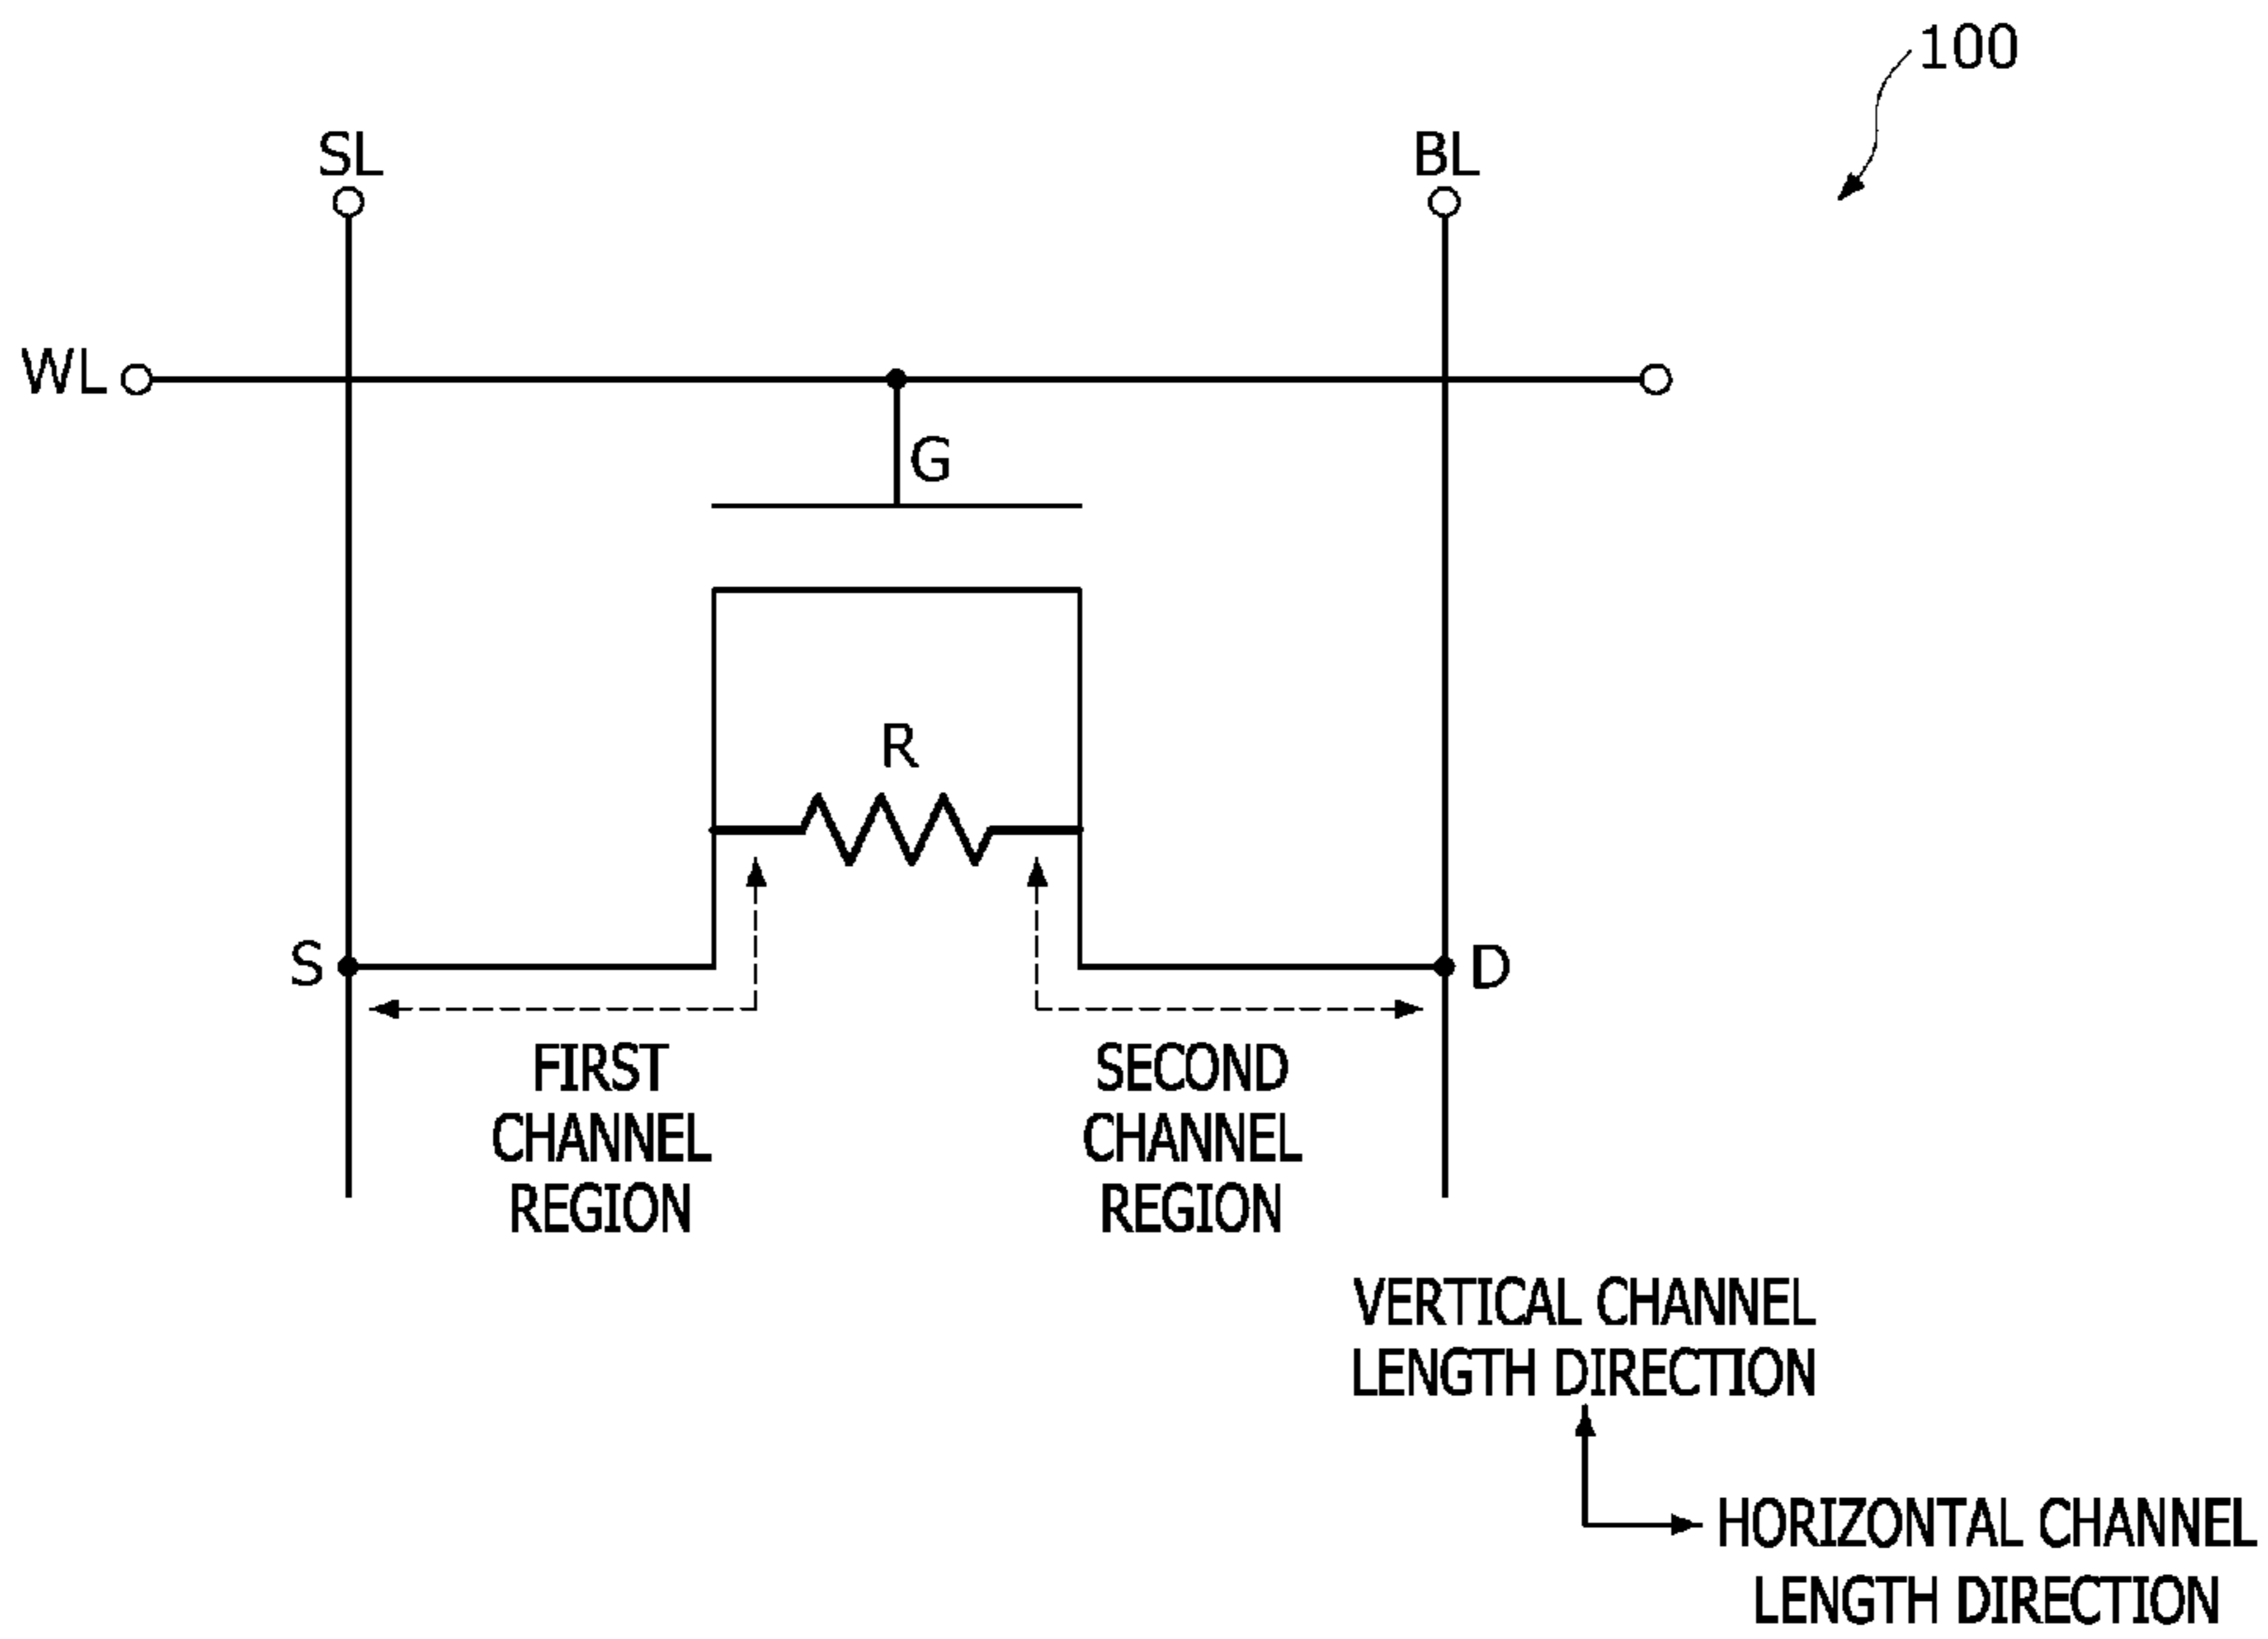 100
SL
BL
WL
G
R
S
D
FIRST
CHANNEL
REGION
SECOND
CHANNEL
REGION
VERTICAL CHANNEL
LENGTH DIRECTION
HORIZONTAL CHANNEL
LENGTH DIRECTION